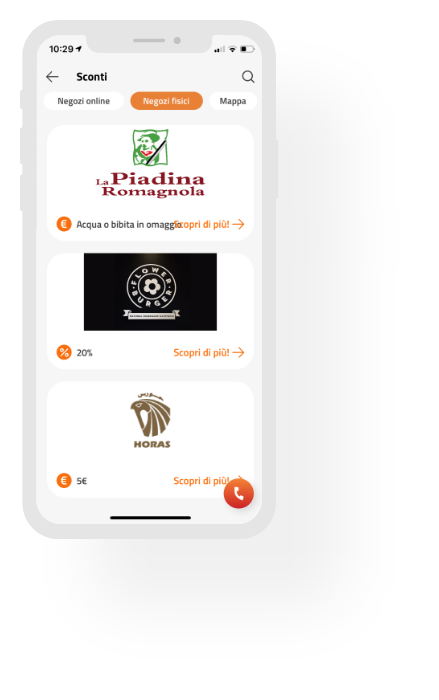 10:29
Sconti
Negozi online
Negozi fisici
Mappa
La Piadina
Romagnola
Acqua o bibita in omaggio
Scopri di più!
FLOWER
BURGER
20%
Scopri di più!
حورس
HORAS
5€
Scopri di più!